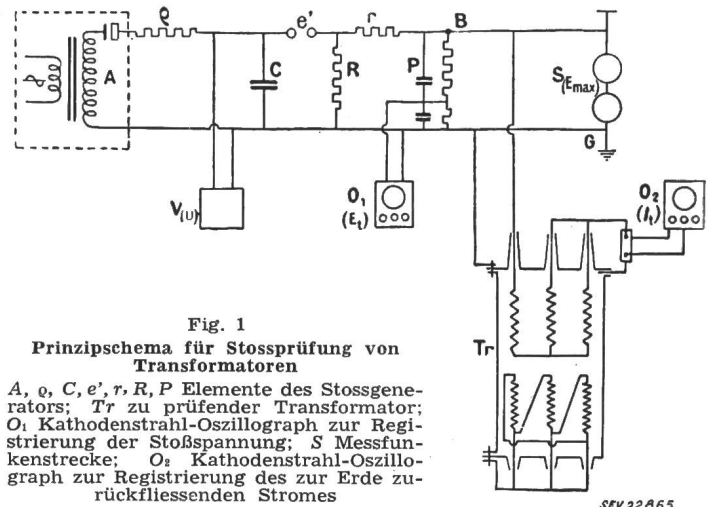 ϱ
e'
r
B
A
C
R
P
S(Emax)
G
V(U)
O1
(Et)
O2
(It)
Tr
Fig. 1
Prinzipschema für Stossprüfung von
Transformatoren
A, ϱ, C, e', r, R, P Elemente des Stossgene-
rators; Tr zu prüfender Transformator;
O1 Kathodenstrahl-Oszillograph zur Regi-
strierung der Stoßspannung; S Messfun-
kenstrecke; O2 Kathodenstrahl-Oszillo-
graph zur Registrierung des zur Erde zu-
rückfliessenden Stromes
SEV 22865